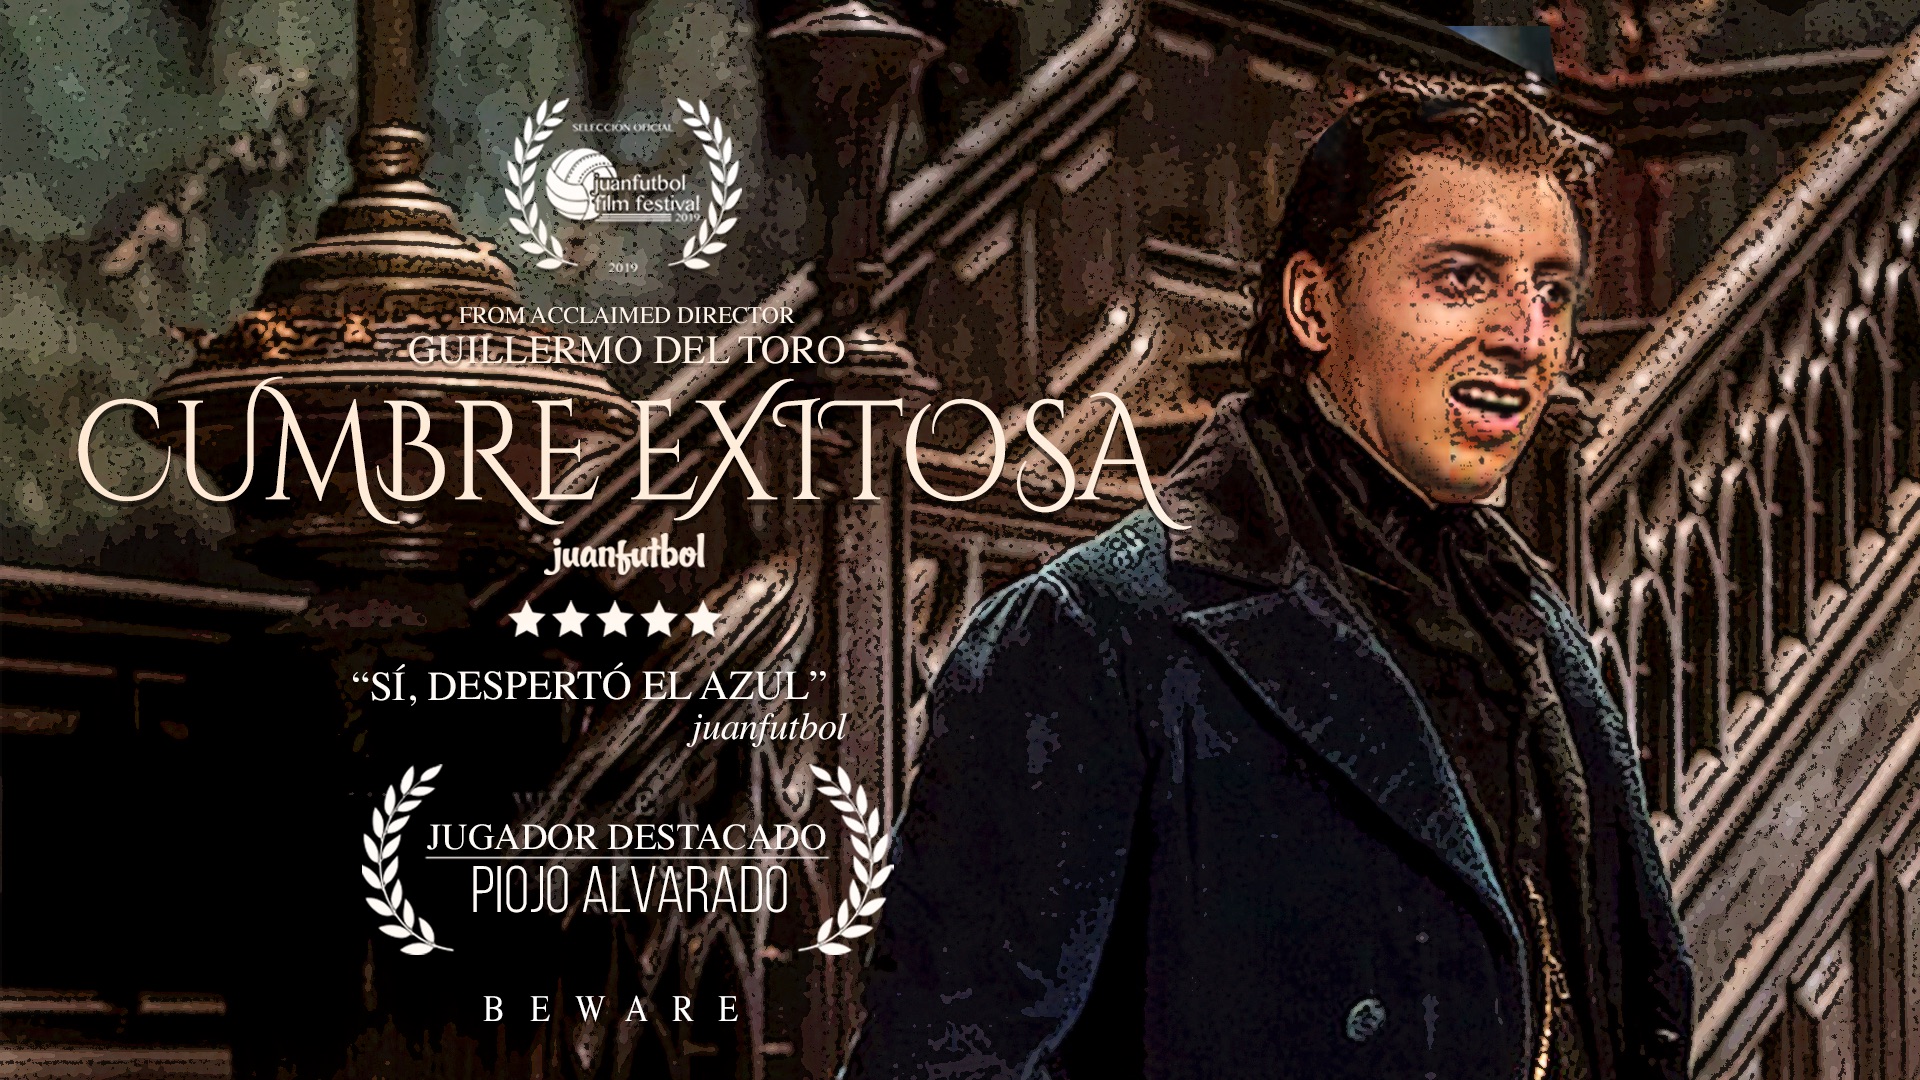 SELECCIÓN OFICIAL
juanfutbol
film festival
2019
2019
FROM ACCLAIMED DIRECTOR
GUILLERMO DEL TORO
CUMBRE EXITOSA
juanfutbol
“SÍ, DESPERTÓ EL AZUL”
juanfutbol
JUGADOR DESTACADO
PIOJO ALVARADO
BEWARE